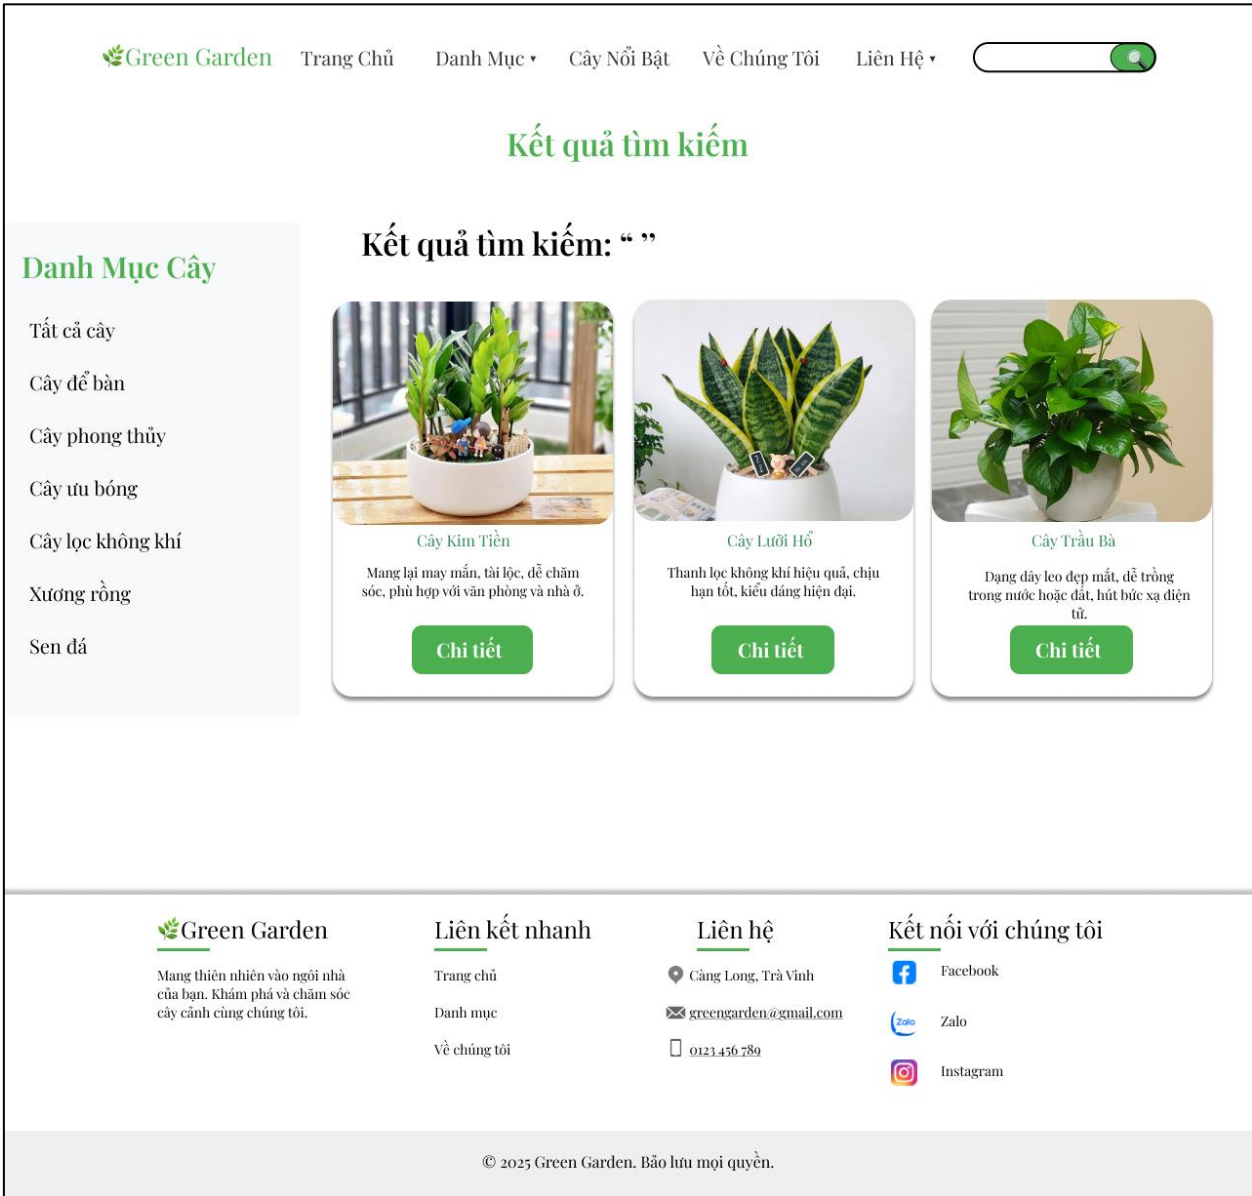 🌿Green Garden Trang Chủ Danh Mục ▾ Cây Nổi Bật Về Chúng Tôi Liên Hệ ▾
Kết quả tìm kiếm
Danh Mục Cây
Tất cả cây
Cây để bàn
Cây phong thủy
Cây ưu bóng
Cây lọc không khí
Xương rồng
Sen đá
Kết quả tìm kiếm: “ ”
Cây Kim Tiền
Mang lại may mắn, tài lộc, dễ chăm
sóc, phù hợp với văn phòng và nhà ở.
Chi tiết
Cây Lưỡi Hổ
Thanh lọc không khí hiệu quả, chịu
hạn tốt, kiểu dáng hiện đại.
Chi tiết
Cây Trầu Bà
Dạng dây leo đẹp mắt, dễ trồng
trong nước hoặc đất, hút bức xạ điện
tử.
Chi tiết
🌿Green Garden
Mang thiên nhiên vào ngôi nhà
của bạn. Khám phá và chăm sóc
cây cảnh cùng chúng tôi.
Liên kết nhanh
Trang chủ
Danh mục
Về chúng tôi
Liên hệ
Càng Long, Trà Vinh
greengarden@gmail.com
0123 456 789
Kết nối với chúng tôi
Facebook
Zalo Zalo
Instagram
© 2025 Green Garden. Bảo lưu mọi quyền.